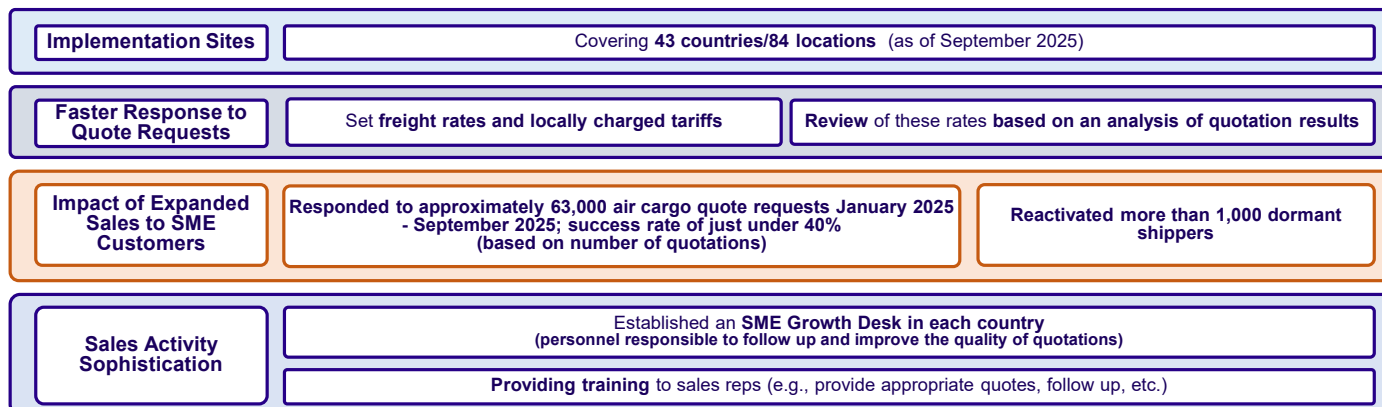 Implementation Sites
Covering 43 countries/84 locations (as of September 2025)
Faster Response to
Quote Requests
Set freight rates and locally charged tariffs
Review of these rates based on an analysis of quotation results
Impact of Expanded
Sales to SME
Customers
Responded to approximately 63,000 air cargo quote requests January 2025
- September 2025; success rate of just under 40%
(based on number of quotations)
Reactivated more than 1,000 dormant
shippers
Sales Activity
Sophistication
Established an SME Growth Desk in each country
(personnel responsible to follow up and improve the quality of quotations)
Providing training to sales reps (e.g., provide appropriate quotes, follow up, etc.)